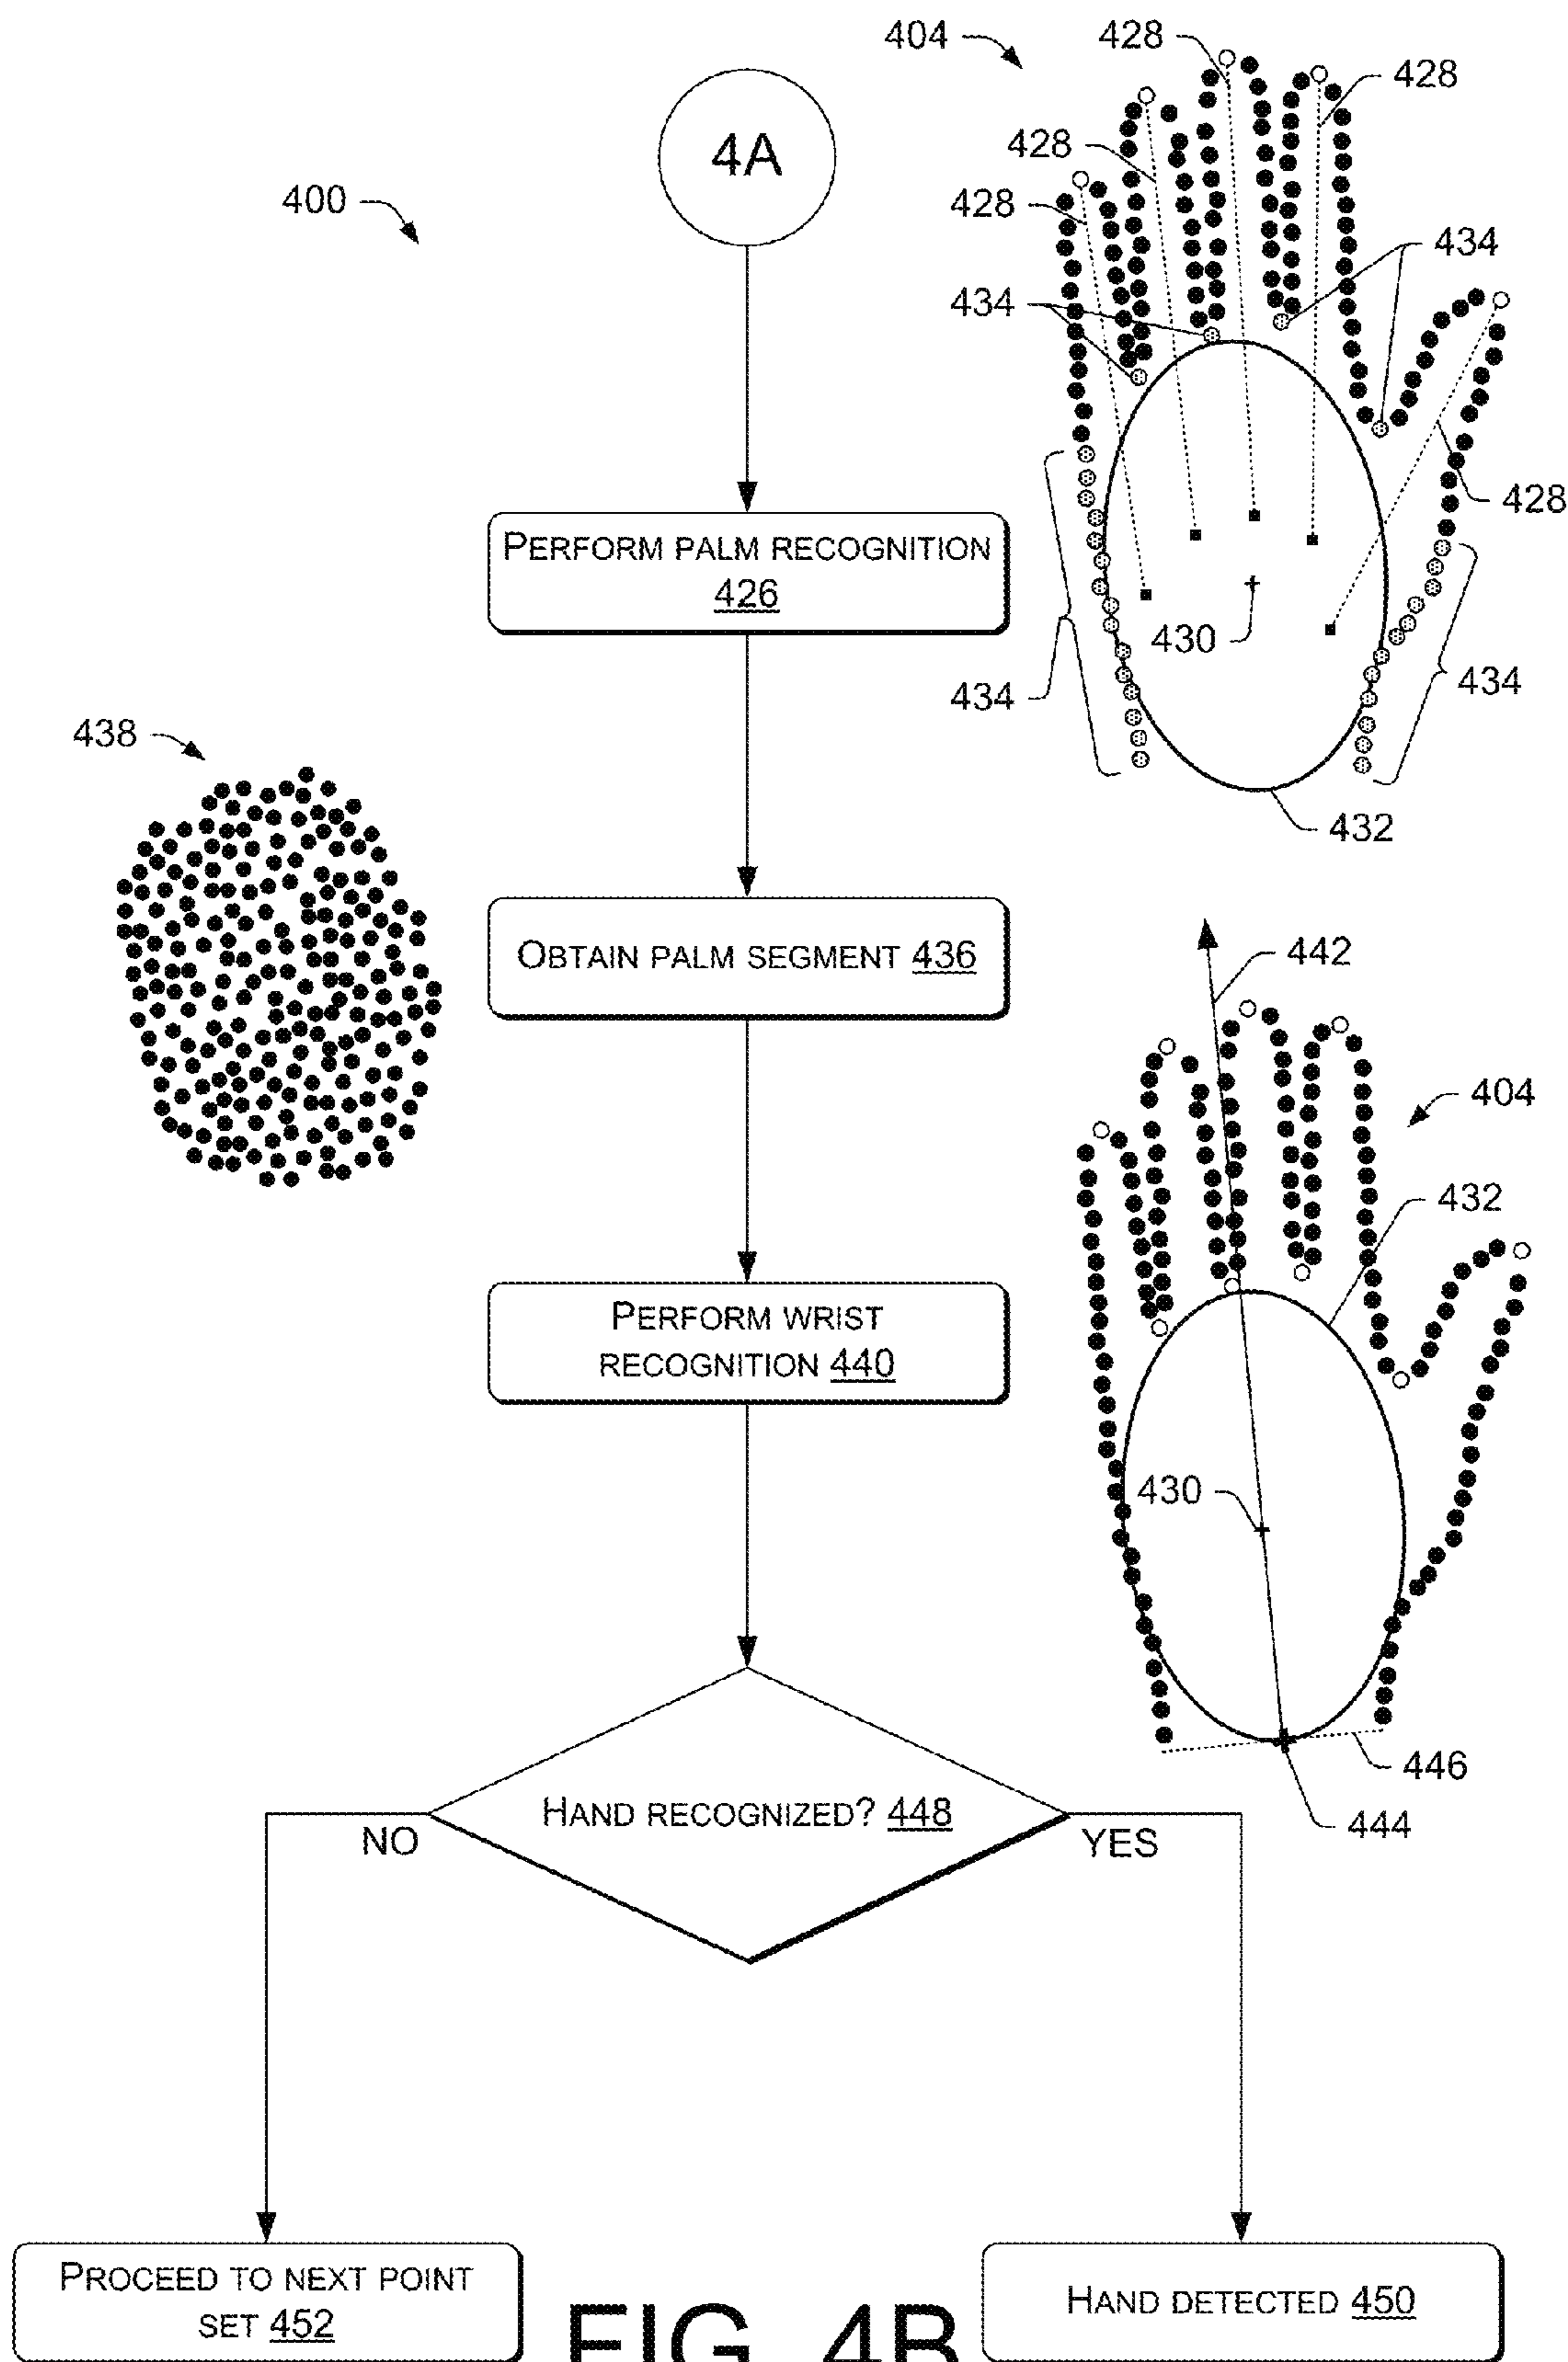 404
428
428
4A
428
400
428
434
434
PERFORM PALM RECOGNITION
426
428
430
434
434
438
432
OBTAIN PALM SEGMENT 436
442
404
432
PERFORM WRIST
RECOGNITION 440
430
446
HAND RECOGNIZED? 448
444
NO
YES
PROCEED TO NEXT POINT
SET 452
HAND DETECTED 450
FIG. 4B